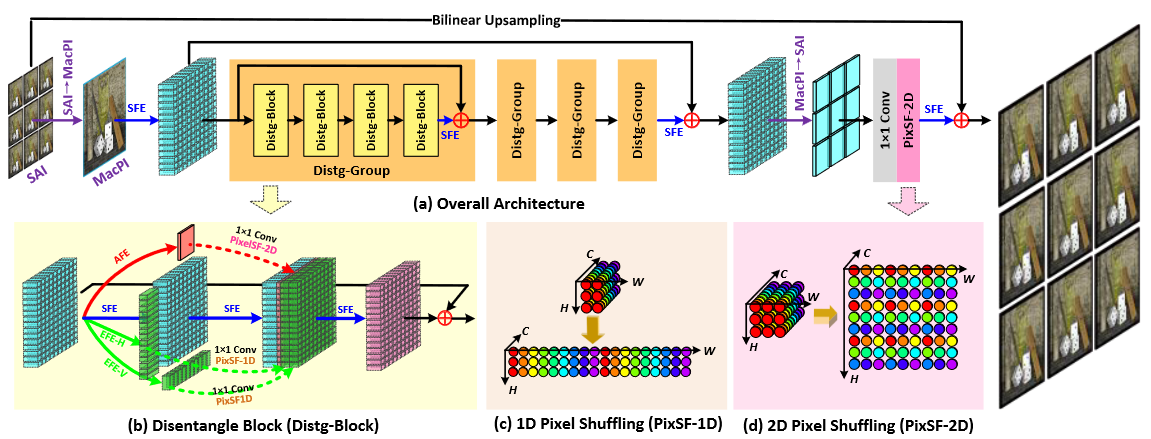 Bilinear Upsampling
SAI→MacPI
SFE
SAI
MacPI
Distg-Block
Distg-Block
Distg-Block
Distg-Block
SFE
Distg-Group
Distg-Group
Distg-Group
Distg-Group
SFE
MacPI→SAI
1×1 Conv
PixSF-2D
SFE
(a) Overall Architecture
AFE
1×1 Conv
PixelSF-2D
SFE
SFE
SFE
EFE-H
1×1 Conv
PixSF-1D
EFE-V
1×1 Conv
PixSF1D
(b) Disentangle Block (Distg-Block)
C
W
H
C
W
H
(c) 1D Pixel Shuffling (PixSF-1D)
C
W
H
C
W
H
(d) 2D Pixel Shuffling (PixSF-2D)